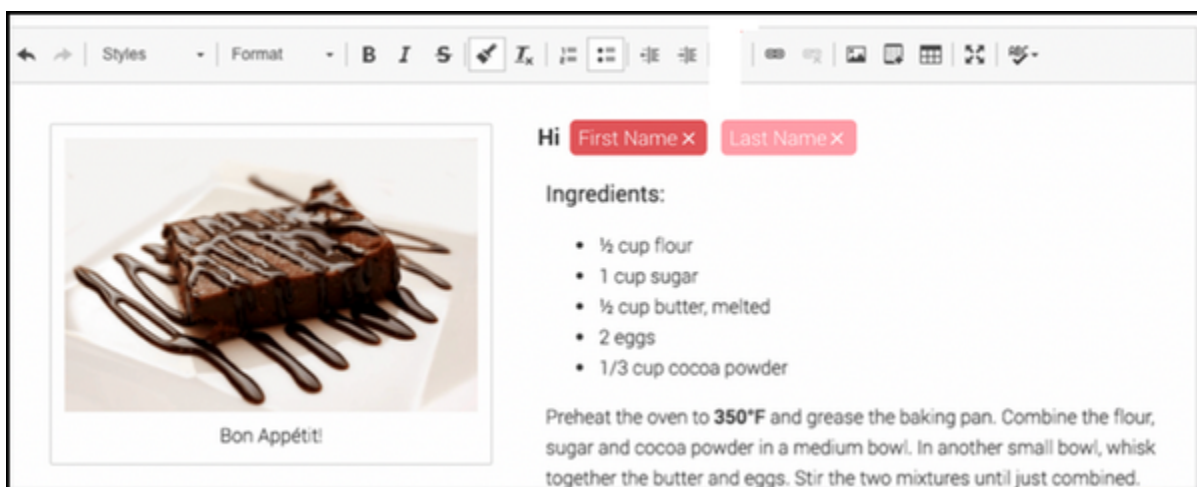 Styles Format B I S Tx
Hi First Name × Last Name ×
Ingredients:
• ½ cup flour
• 1 cup sugar
• ½ cup butter, melted
• 2 eggs
• 1/3 cup cocoa powder
Preheat the oven to 350°F and grease the baking pan. Combine the flour,
sugar and cocoa powder in a medium bowl. In another small bowl, whisk
together the butter and eggs. Stir the two mixtures until just combined.
Bon Appétit!